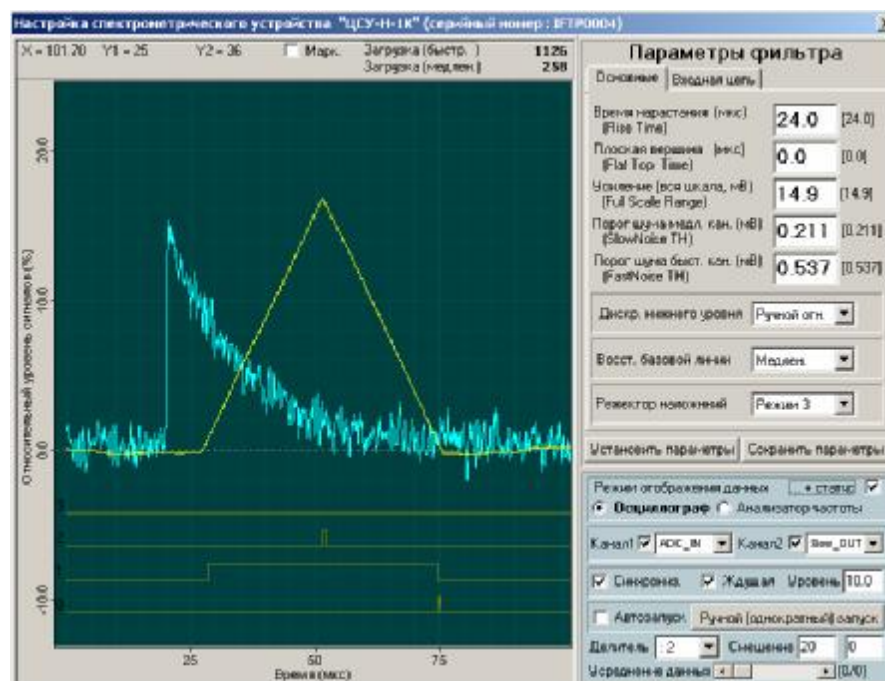 Настройка спектрометрического устройства "ЦСУ-Н-1К" (серийный номер : IFTP0004)
X = 101.20 Y1 = 25 Y2 = 36 Марк. Загрузка (быстр. ) 1126
Загрузка (медлен.) 258
Параметры фильтра
Основные Входная цепь
Время нарастания (мкс)
(Rise Time) 24.0 [24.0]
Плоская вершина (мкс)
(Flat Top Time) 0.0 [0.0]
Усиление (вся шкала, мВ)
(Full Scale Range) 14.9 [14.9]
Порог шума медл. кан. (мВ)
(SlowNoise TH) 0.211 [0.211]
Порог шума быст. кан. (мВ)
(FastNoise TH) 0.537 [0.537]
Дискр. нижнего уровня Ручной огн.
Восст. базовой линии Медлен.
Режектор наложений Режим 3
Установить параметры Сохранить параметры
Режим отображения данных + статус
Осциллограф Анализатор частоты
Канал1 ADC_IN Канал2 Slow_OUT
Синхрониз. Ждущая Уровень 10.0
Автозапуск Ручной (однократный) запуск
Делитель : 2 Смещение 20 0
Усреднение данных [0/0]
Относительный уровень сигналов (%)
20.0
10.0
0.0
-10.0
3
2
1
0
25 50 75
Время (мкс)